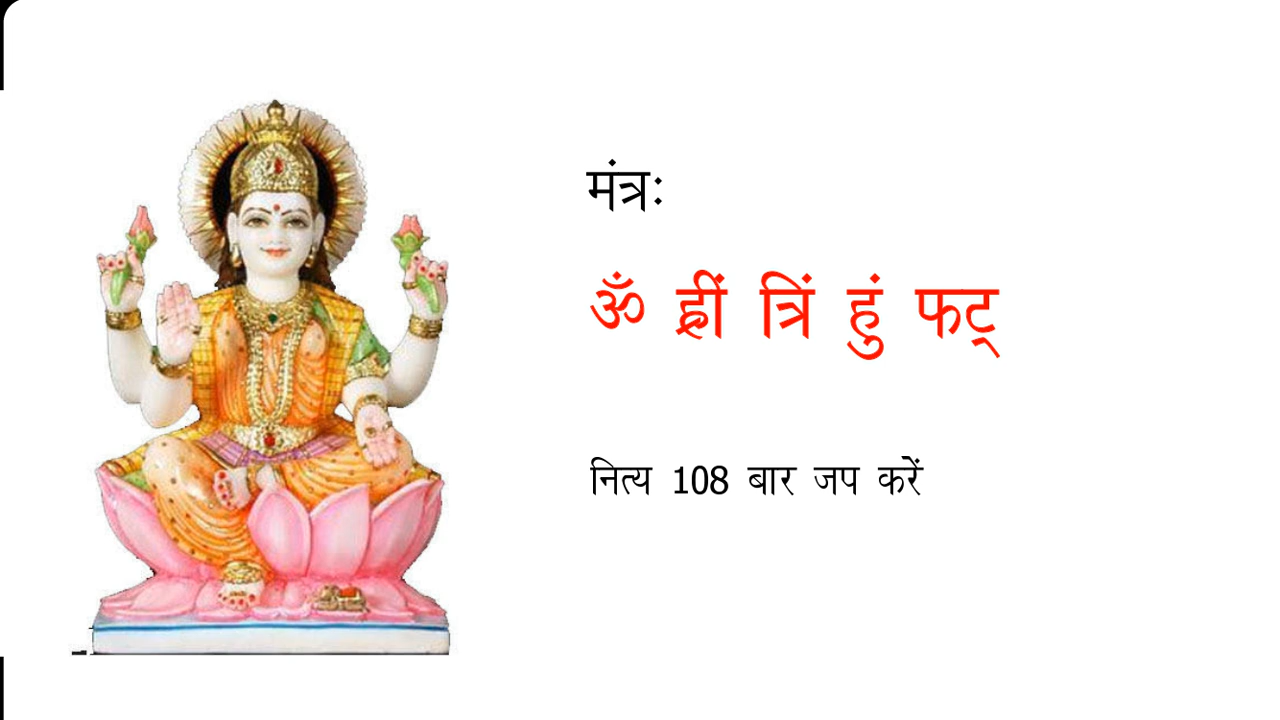 मंत्रः
ॐ ह्रीं त्रिं हुं फट्
नित्य 108 बार जप करें